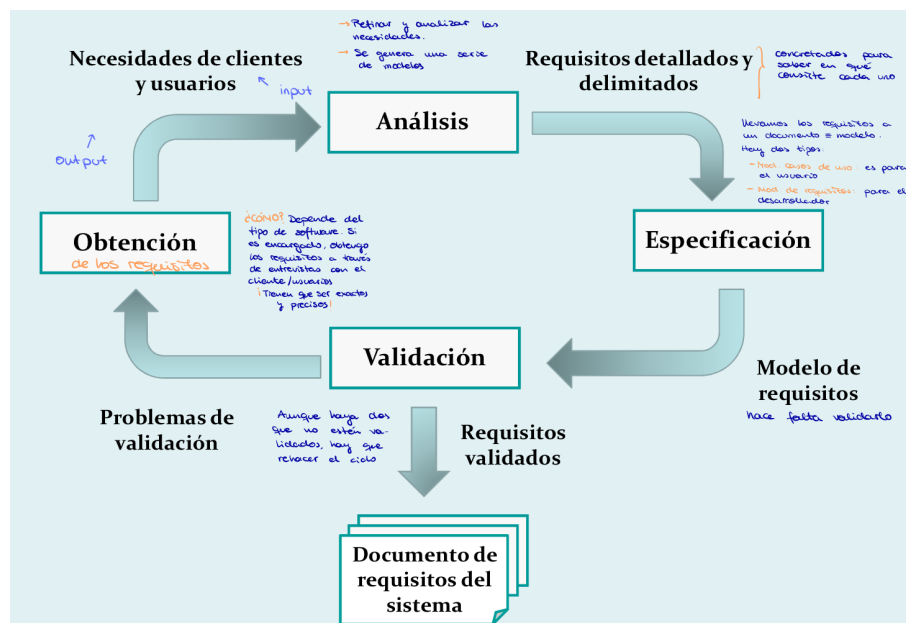 → Refinar y analizar las
necesidades.
→ Se genera una serie
de modelos
Necesidades de clientes
y usuarios
input
output
Análisis
Requisitos detallados y
delimitados
concretados para
saber en qué
consiste cada uno
llevamos los requisitos a
un documento ≡ modelo.
Hay dos tipos:
- Mod. casos de uso: es para
el usuario
- Mod de requisitos: para el
desarrollador
Obtención
de los requisitos
¿CÓMO? Depende del
tipo de software. Si
es encargado, obtengo
los requisitos a través
de entrevistas con el
cliente/usuarios
¡Tienen que ser exactos
y precisos!
Especificación
Validación
Modelo de
requisitos
hace falta validarlo
Problemas de
validación
Aunque haya dos
que no estén va-
lidados, hay que
rehacer el ciclo
Requisitos
validados
Documento de
requisitos del
sistema